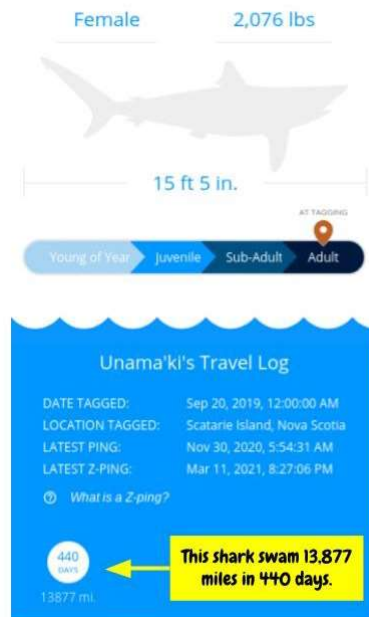 Female 2,076 lbs
15 ft 5 in.
AT TAGGING
Young of Year Juvenile Sub-Adult Adult
Unama'ki's Travel Log
DATE TAGGED: Sep 20, 2019, 12:00:00 AM
LOCATION TAGGED: Scatarie Island, Nova Scotia
LATEST PING: Nov 30, 2020, 5:54:31 AM
LATEST Z-PING: Mar 11, 2021, 8:27:06 PM
? What is a Z-ping?
440
DAYS
13877 mi.
This shark swam 13,877
miles in 440 days.